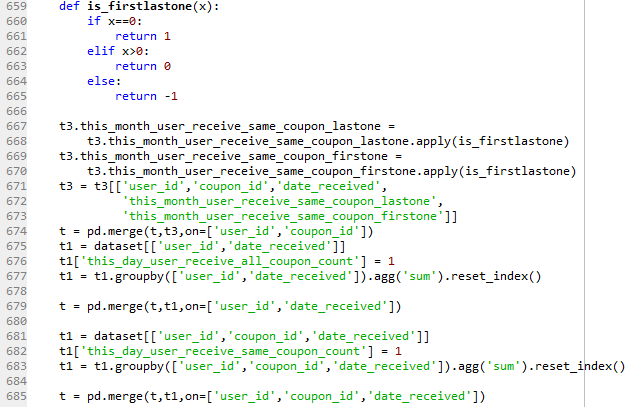 659 def is_firstlastone(x):
660 if x==0:
661 return 1
662 elif x>0:
663 return 0
664 else:
665 return -1
666
667 t3.this_month_user_receive_same_coupon_lastone =
668 t3.this_month_user_receive_same_coupon_lastone.apply(is_firstlastone)
669 t3.this_month_user_receive_same_coupon_firstone =
670 t3.this_month_user_receive_same_coupon_firstone.apply(is_firstlastone)
671 t3 = t3[['user_id','coupon_id','date_received',
672 'this_month_user_receive_same_coupon_lastone',
673 'this_month_user_receive_same_coupon_firstone']]
674 t = pd.merge(t,t3,on=['user_id','coupon_id'])
675 t1 = dataset[['user_id','date_received']]
676 t1['this_day_user_receive_all_coupon_count'] = 1
677 t1 = t1.groupby(['user_id','date_received']).agg('sum').reset_index()
678
679 t = pd.merge(t,t1,on=['user_id','date_received'])
680
681 t1 = dataset[['user_id','coupon_id','date_received']]
682 t1['this_day_user_receive_same_coupon_count'] = 1
683 t1 = t1.groupby(['user_id','coupon_id','date_received']).agg('sum').reset_index()
684
685 t = pd.merge(t,t1,on=['user_id','coupon_id','date_received'])